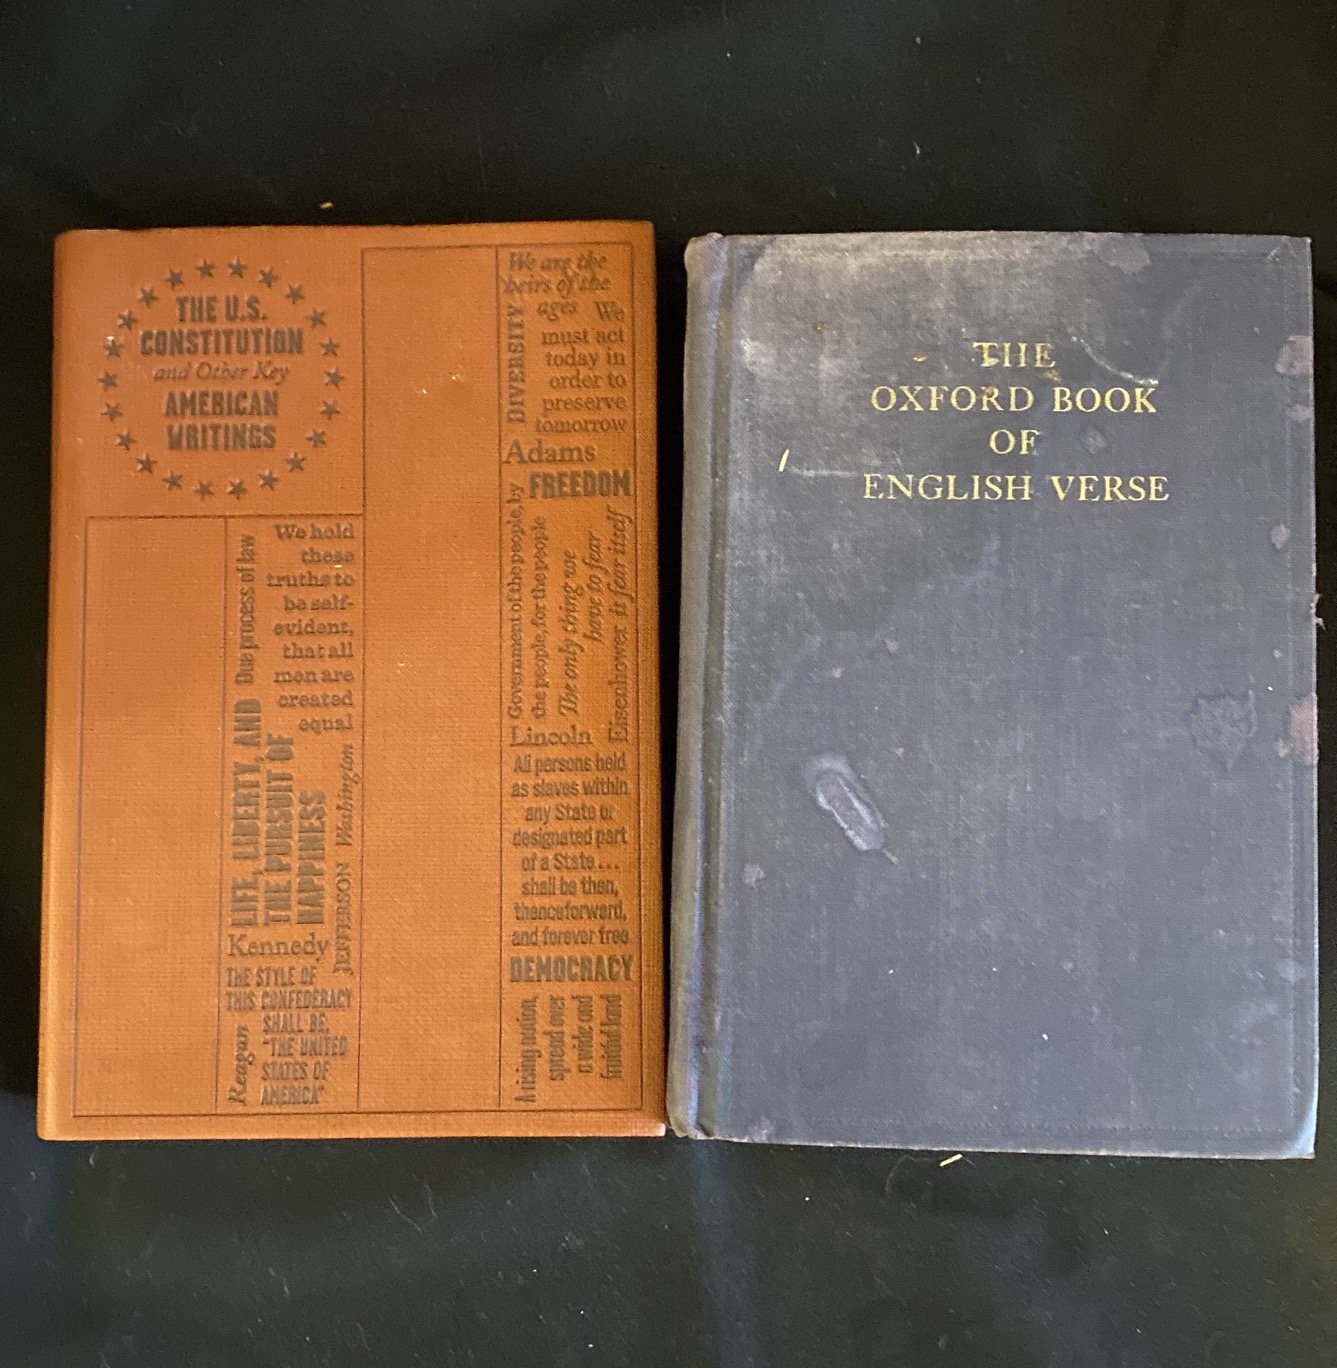 THE U.S.
CONSTITUTION
and Other Key
AMERICAN
WRITINGS
Due process of law
We hold
these
truths to
be self-
evident,
that all
men are
created
equal
LIFE, LIBERTY, AND
THE PURSUIT OF
HAPPINESS
JEFFERSON
Washington
Kennedy
THE STYLE OF
THIS CONFEDERACY
SHALL BE,
"THE UNITED
STATES OF
AMERICA"
Reagan
We are the
heirs of the
ages
DIVERSITY
We
must act
today in
order to
preserve
tomorrow
Adams
FREEDOM
Government of the people, by
the people, for the people
The only thing we
have to fear
is fear itself
Eisenhower
Lincoln
All persons held
as slaves within
any State or
designated part
of a State...
shall be then,
thenceforward,
and forever free
DEMOCRACY
A rising nation,
spread over
a wide and
fruitful land
THE
OXFORD BOOK
OF
ENGLISH VERSE